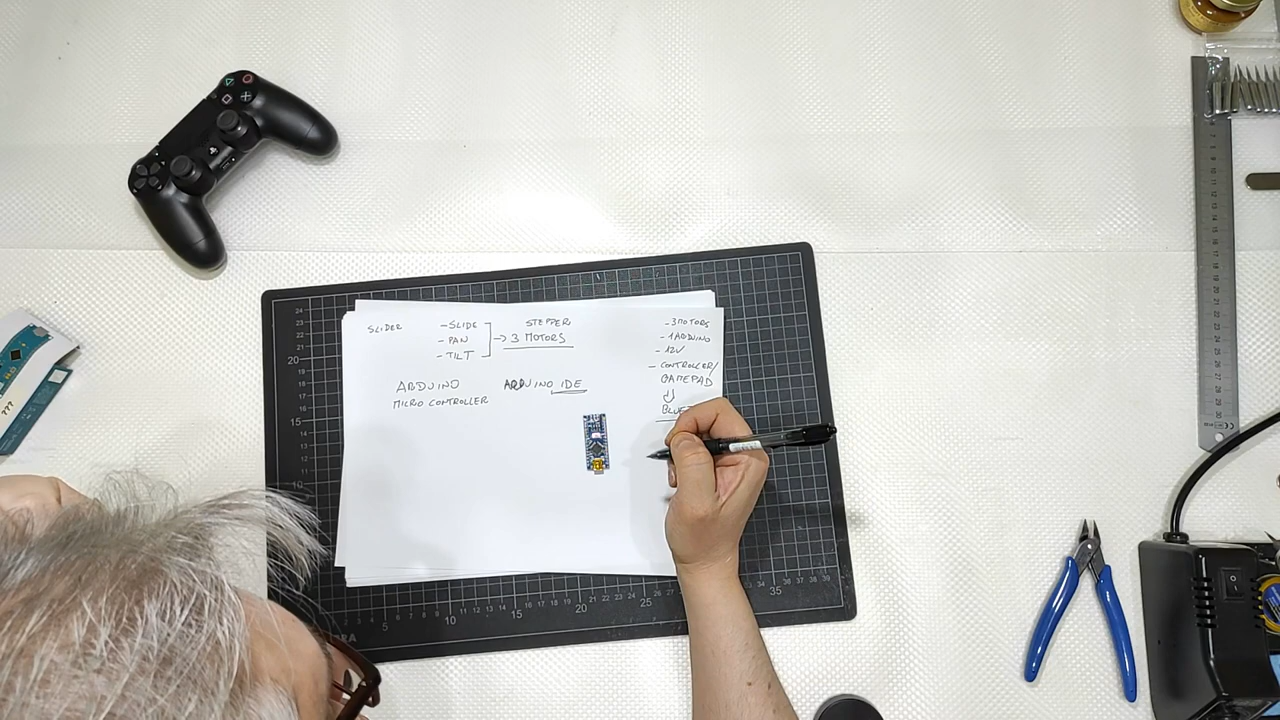 SLIDER
- SLIDE
- PAN
- TILT
STEPPER
→ 3 MOTORS
ARDUINO
MICRO CONTROLLER
ARDUINO IDE
- 3 MOTORS
- 1 ARDUINO
- 12V
- CONTROLLER/
GAMEPAD
???